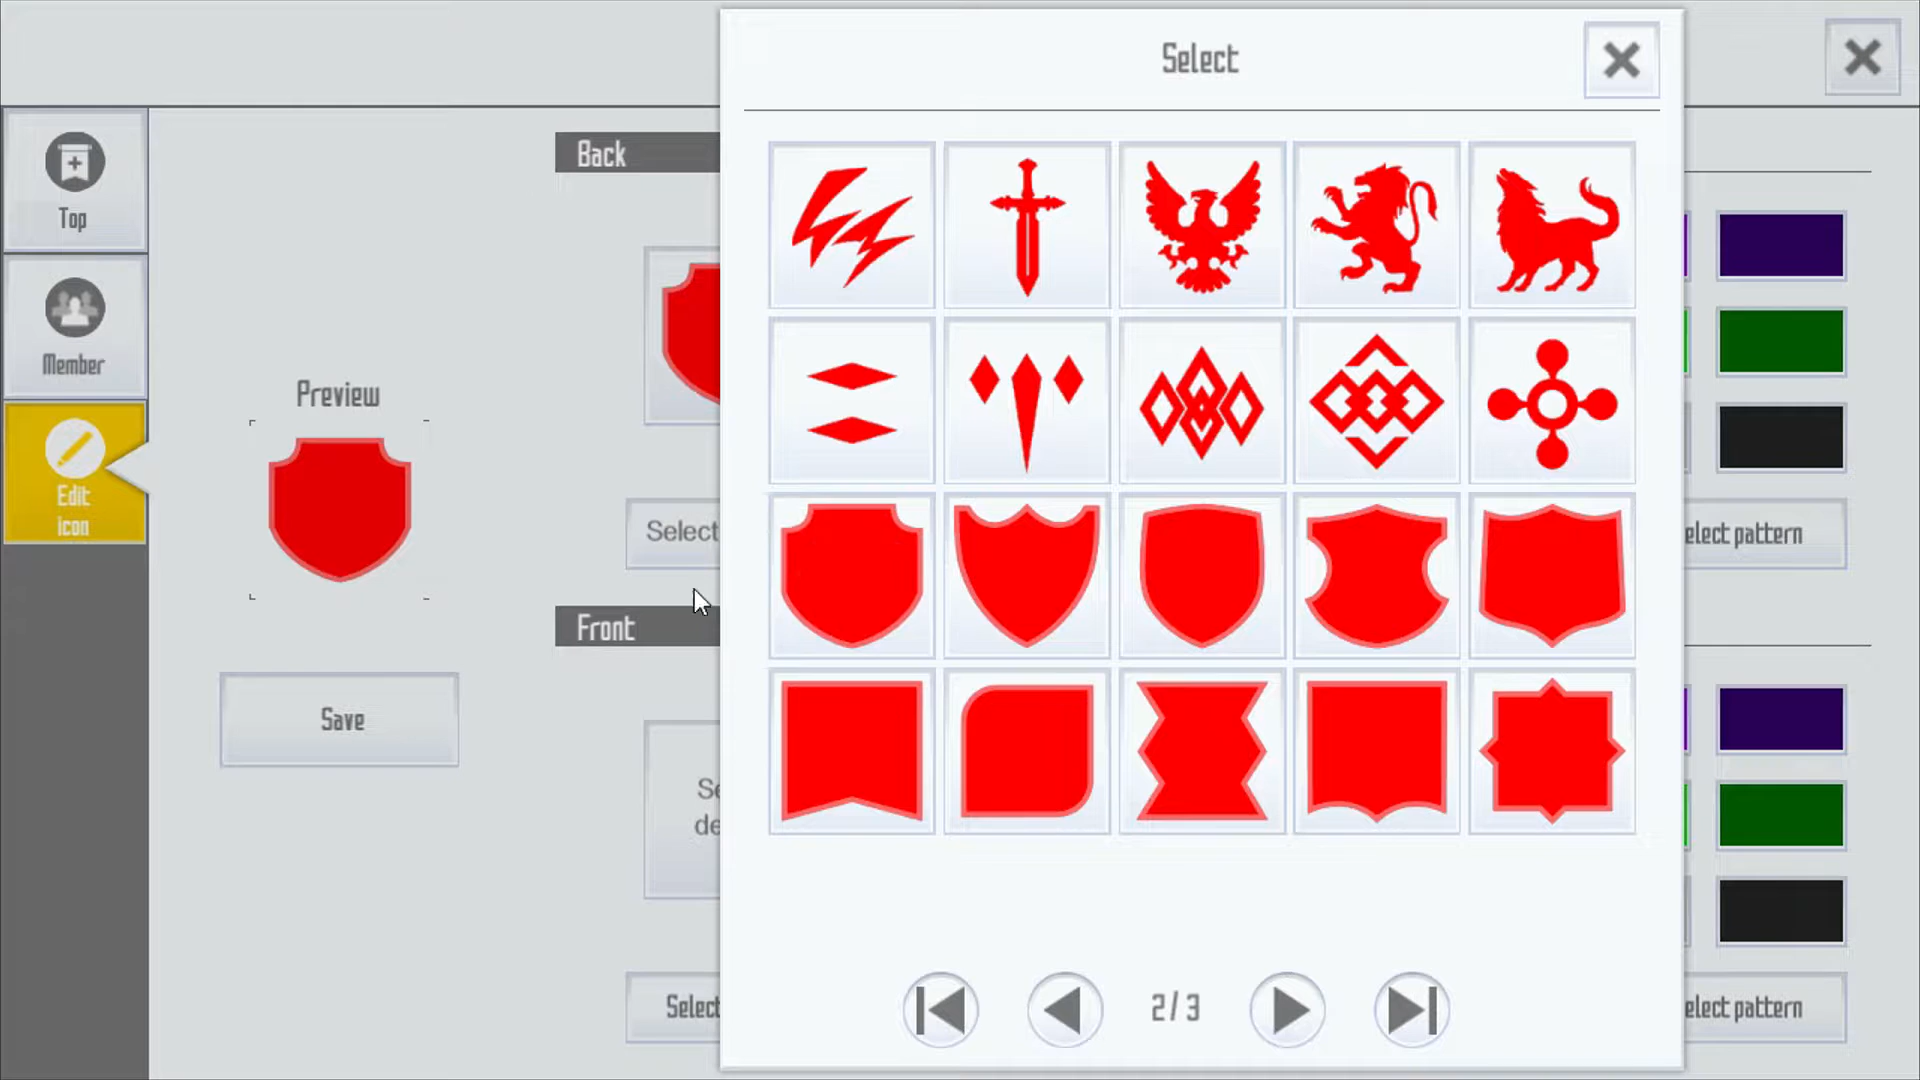 Select
Top
Member
Edit
icon
Preview
Save
Back
Select
Front
Select
2/3
elect pattern
elect pattern